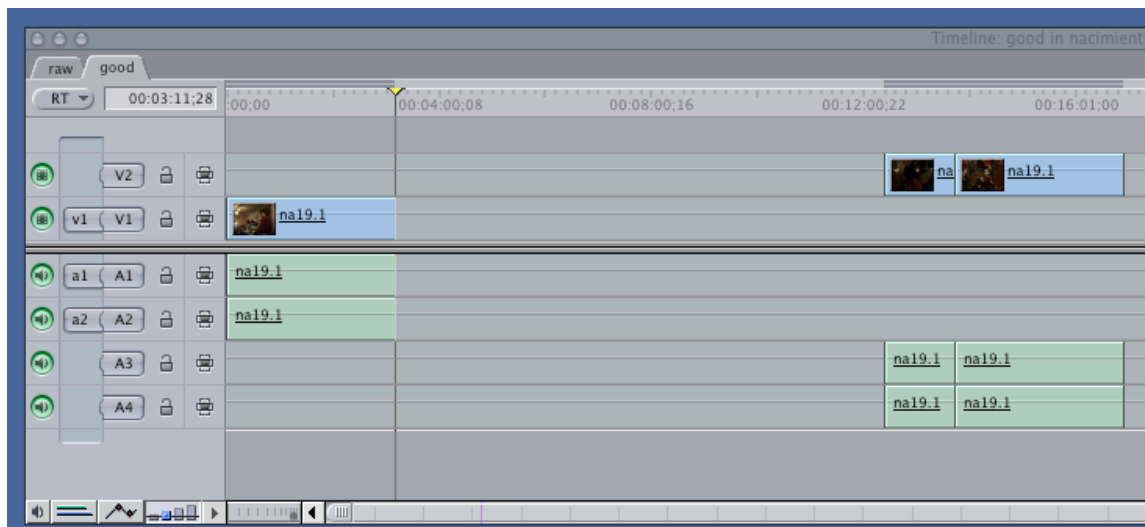 Timeline: good in nacimient
raw good
RT 00:03:11;28 :00;00 00:04:00;08 00:08:00;16 00:12:00;22 00:16:01;00
V2 na na19.1
v1 V1 na19.1
a1 A1 na19.1
a2 A2 na19.1
A3 na19.1 na19.1
A4 na19.1 na19.1